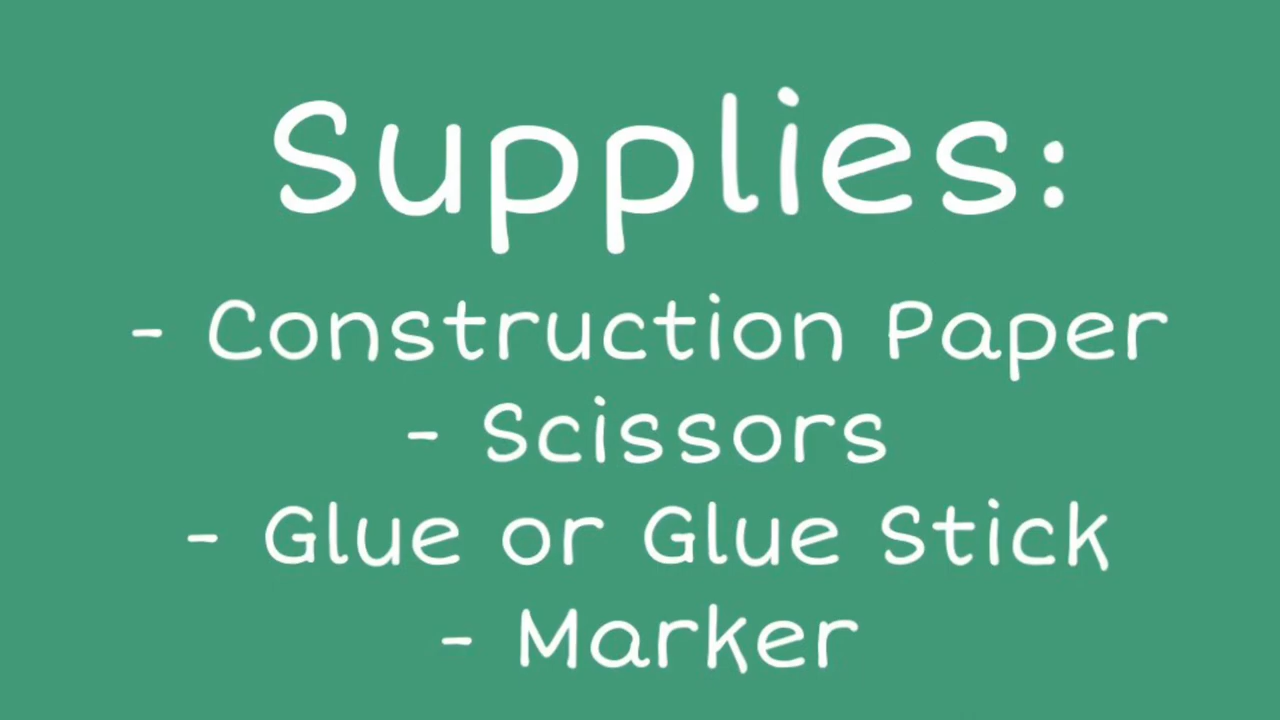 Supplies:
- Construction Paper
- Scissors
- Glue or Glue Stick
- Marker